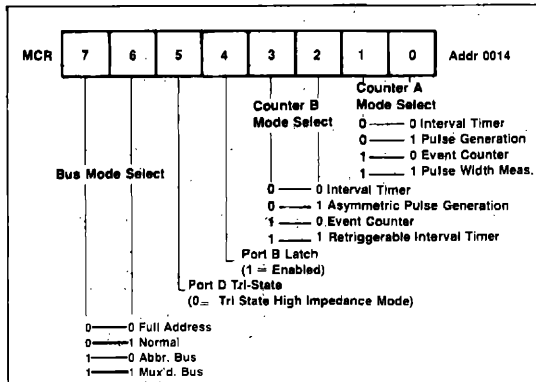 MCR 7 6 5 4 3 2 1 0 Addr 0014
Counter A
Mode Select
0 0 Interval Timer
0 1 Pulse Generation
1 0 Event Counter
1 1 Pulse Width Meas.
Counter B
Mode Select
0 0 Interval Timer
0 1 Asymmetric Pulse Generation
1 0 Event Counter
1 1 Retriggerable Interval Timer
Port B Latch
(1 = Enabled)
Port D Tri-State
(0= Tri State High Impedance Mode)
Bus Mode Select
0 0 Full Address
0 1 Normal
1 0 Abbr. Bus
1 1 Mux'd. Bus